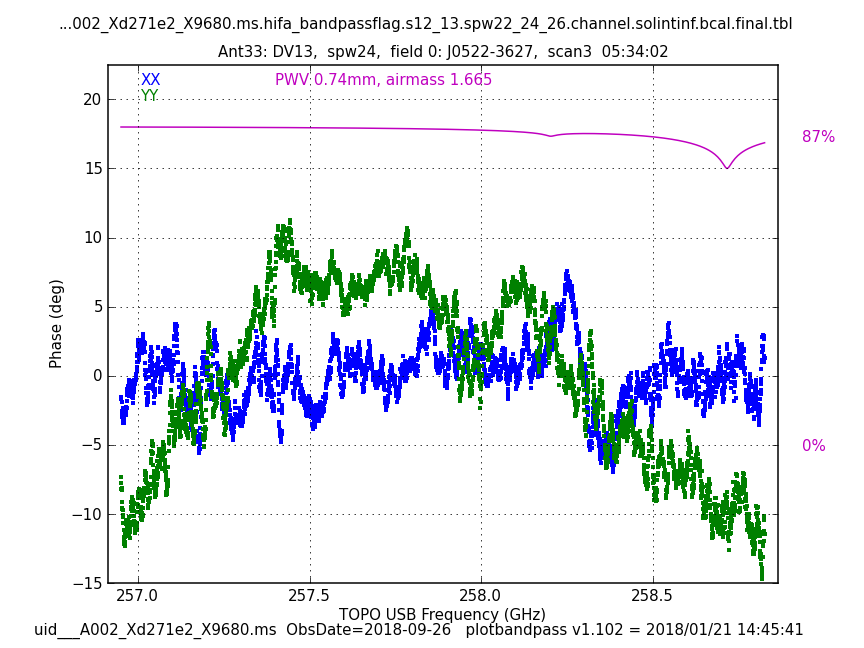 ...002_Xd271e2_X9680.ms.hifa_bandpassflag.s12_13.spw22_24_26.channel.solintinf.bcal.final.tbl
Ant33: DV13,  spw24,  field 0: J0522-3627,  scan3  05:34:02
XX
PWV 0.74mm, airmass 1.665
YY
20
87%
15
10
5
Phase (deg)
0
−5
0%
−10
−15
257.0 257.5 258.0 258.5
TOPO USB Frequency (GHz)
uid___A002_Xd271e2_X9680.ms  ObsDate=2018-09-26   plotbandpass v1.102 = 2018/01/21 14:45:41